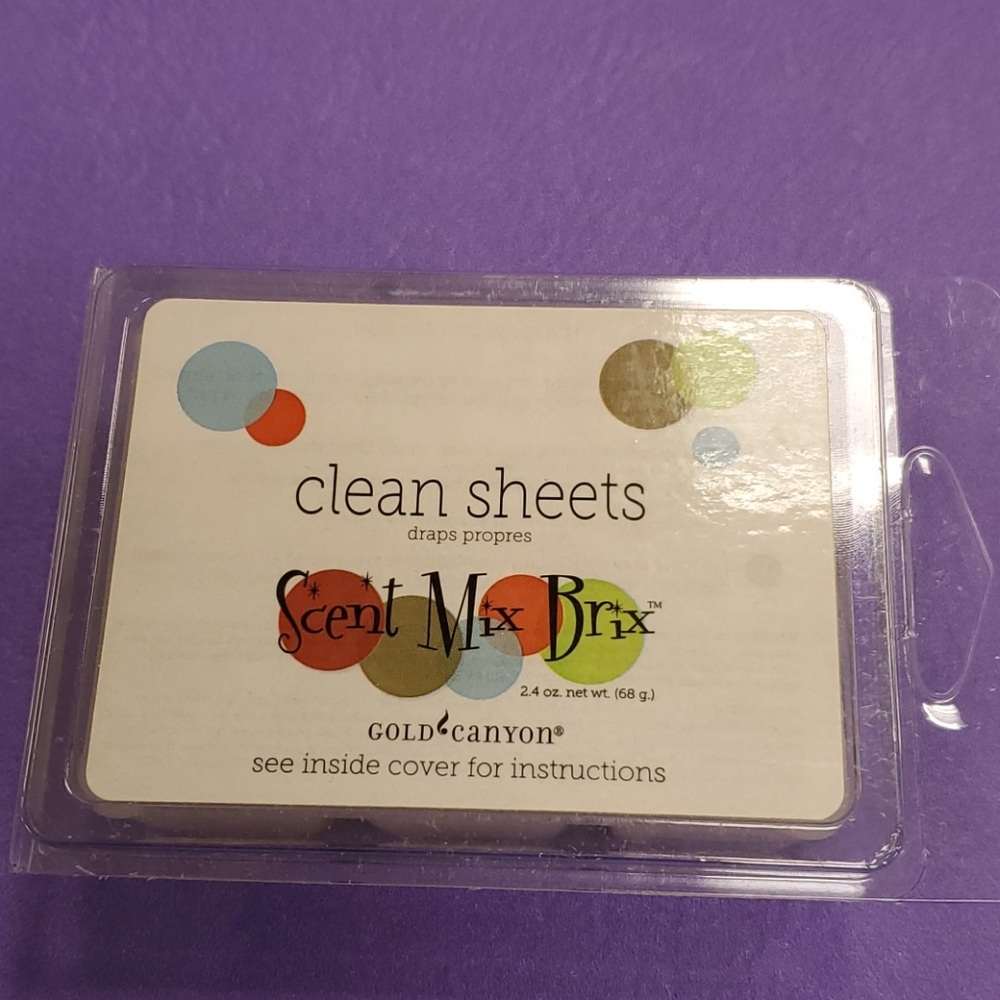 clean sheets
draps propres
Scent Mix Brix™
2.4 oz. net wt. (68 g.)
GOLD CANYON®
see inside cover for instructions